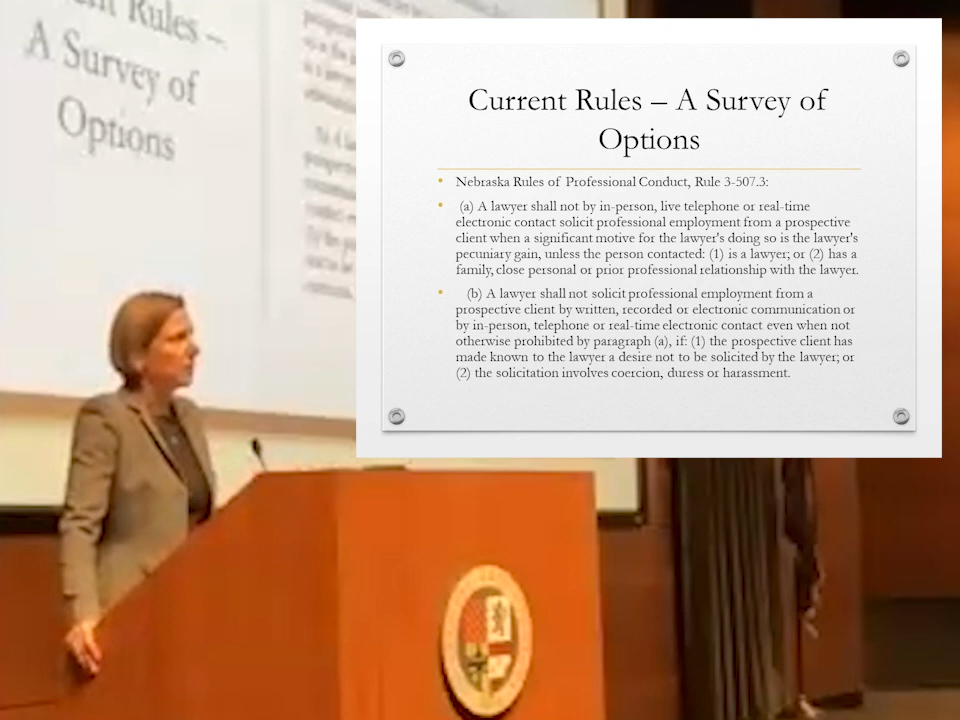 nt Rules –
A Survey of
Options
Current Rules – A Survey of
Options
• Nebraska Rules of Professional Conduct, Rule 3-507.3:
• (a) A lawyer shall not by in-person, live telephone or real-time
electronic contact solicit professional employment from a prospective
client when a significant motive for the lawyer's doing so is the lawyer's
pecuniary gain, unless the person contacted: (1) is a lawyer; or (2) has a
family, close personal or prior professional relationship with the lawyer.
• (b) A lawyer shall not solicit professional employment from a
prospective client by written, recorded or electronic communication or
by in-person, telephone or real-time electronic contact even when not
otherwise prohibited by paragraph (a), if: (1) the prospective client has
made known to the lawyer a desire not to be solicited by the lawyer; or
(2) the solicitation involves coercion, duress or harassment.